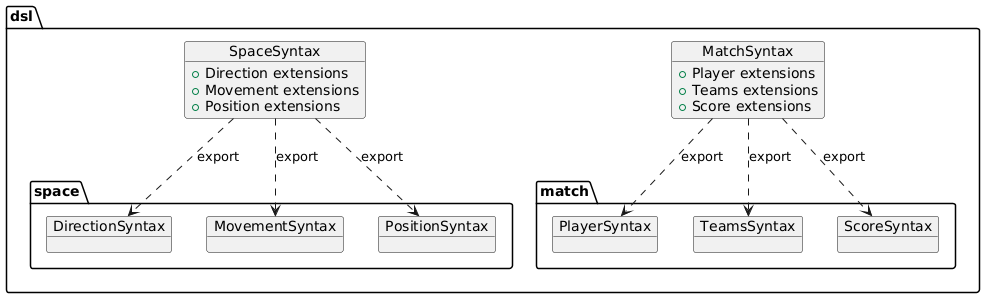 dsl
SpaceSyntax
Direction extensions
Movement extensions
Position extensions
MatchSyntax
Player extensions
Teams extensions
Score extensions
export
export
export
export
export
export
space
DirectionSyntax
MovementSyntax
PositionSyntax
match
PlayerSyntax
TeamsSyntax
ScoreSyntax